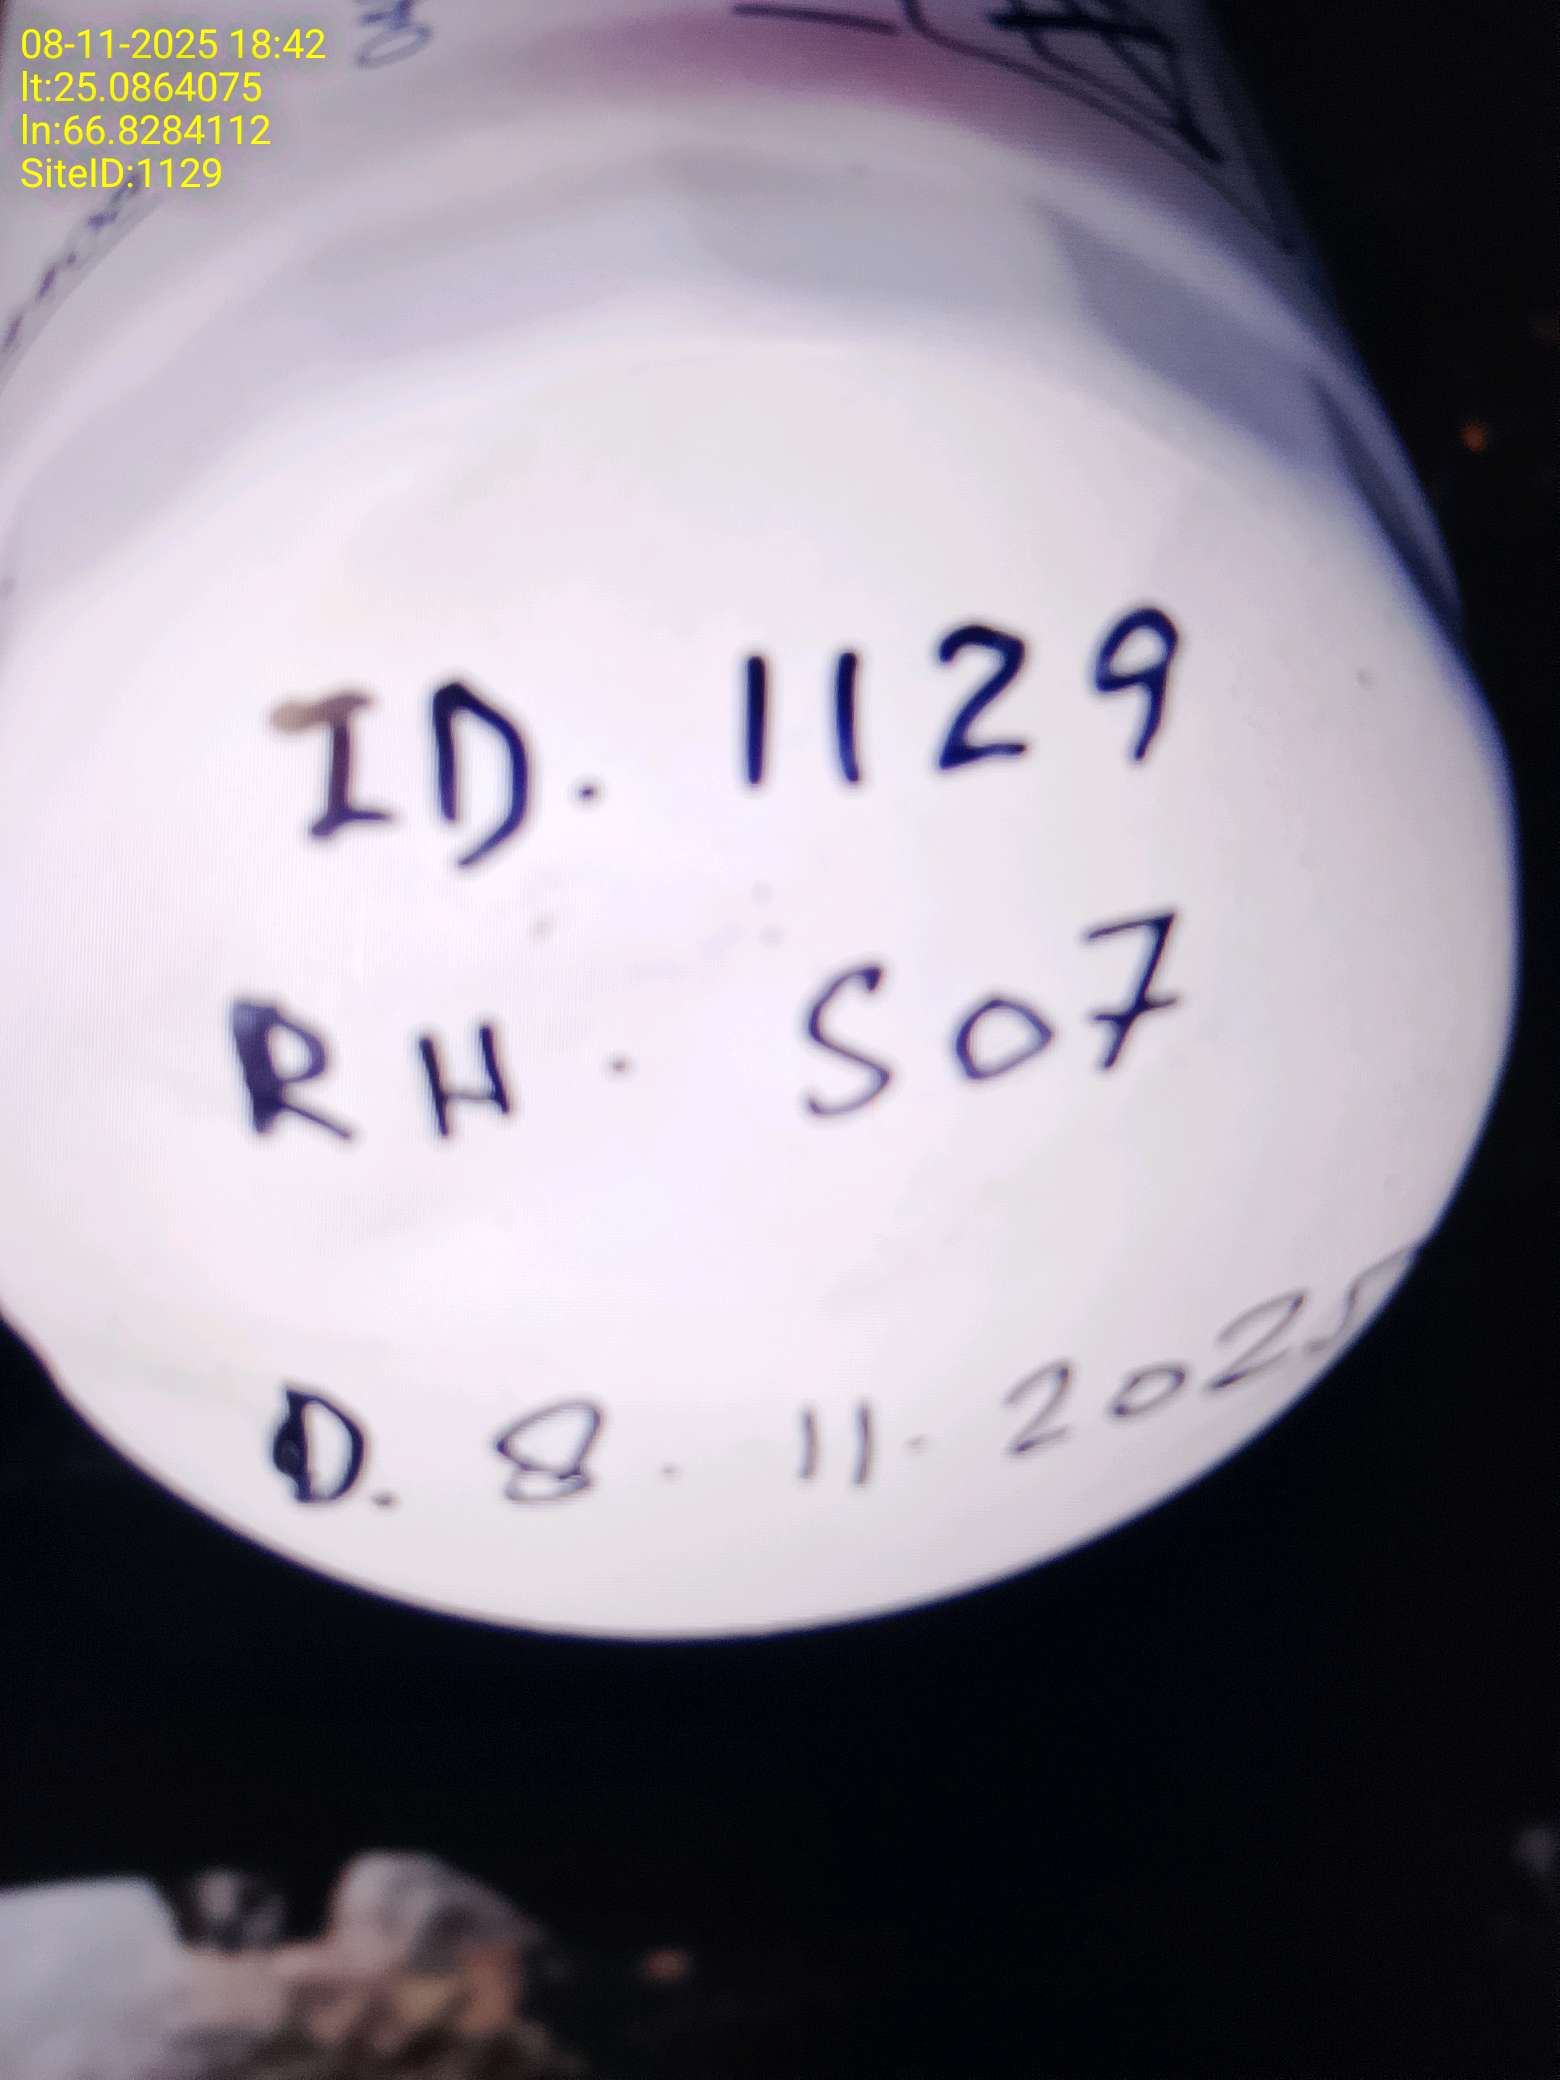 08-11-2025 18:42
lt:25.0864075
ln:66.8284112
SiteID:1129
ID. 1129
RH. 507
D. 8. 11. 2025